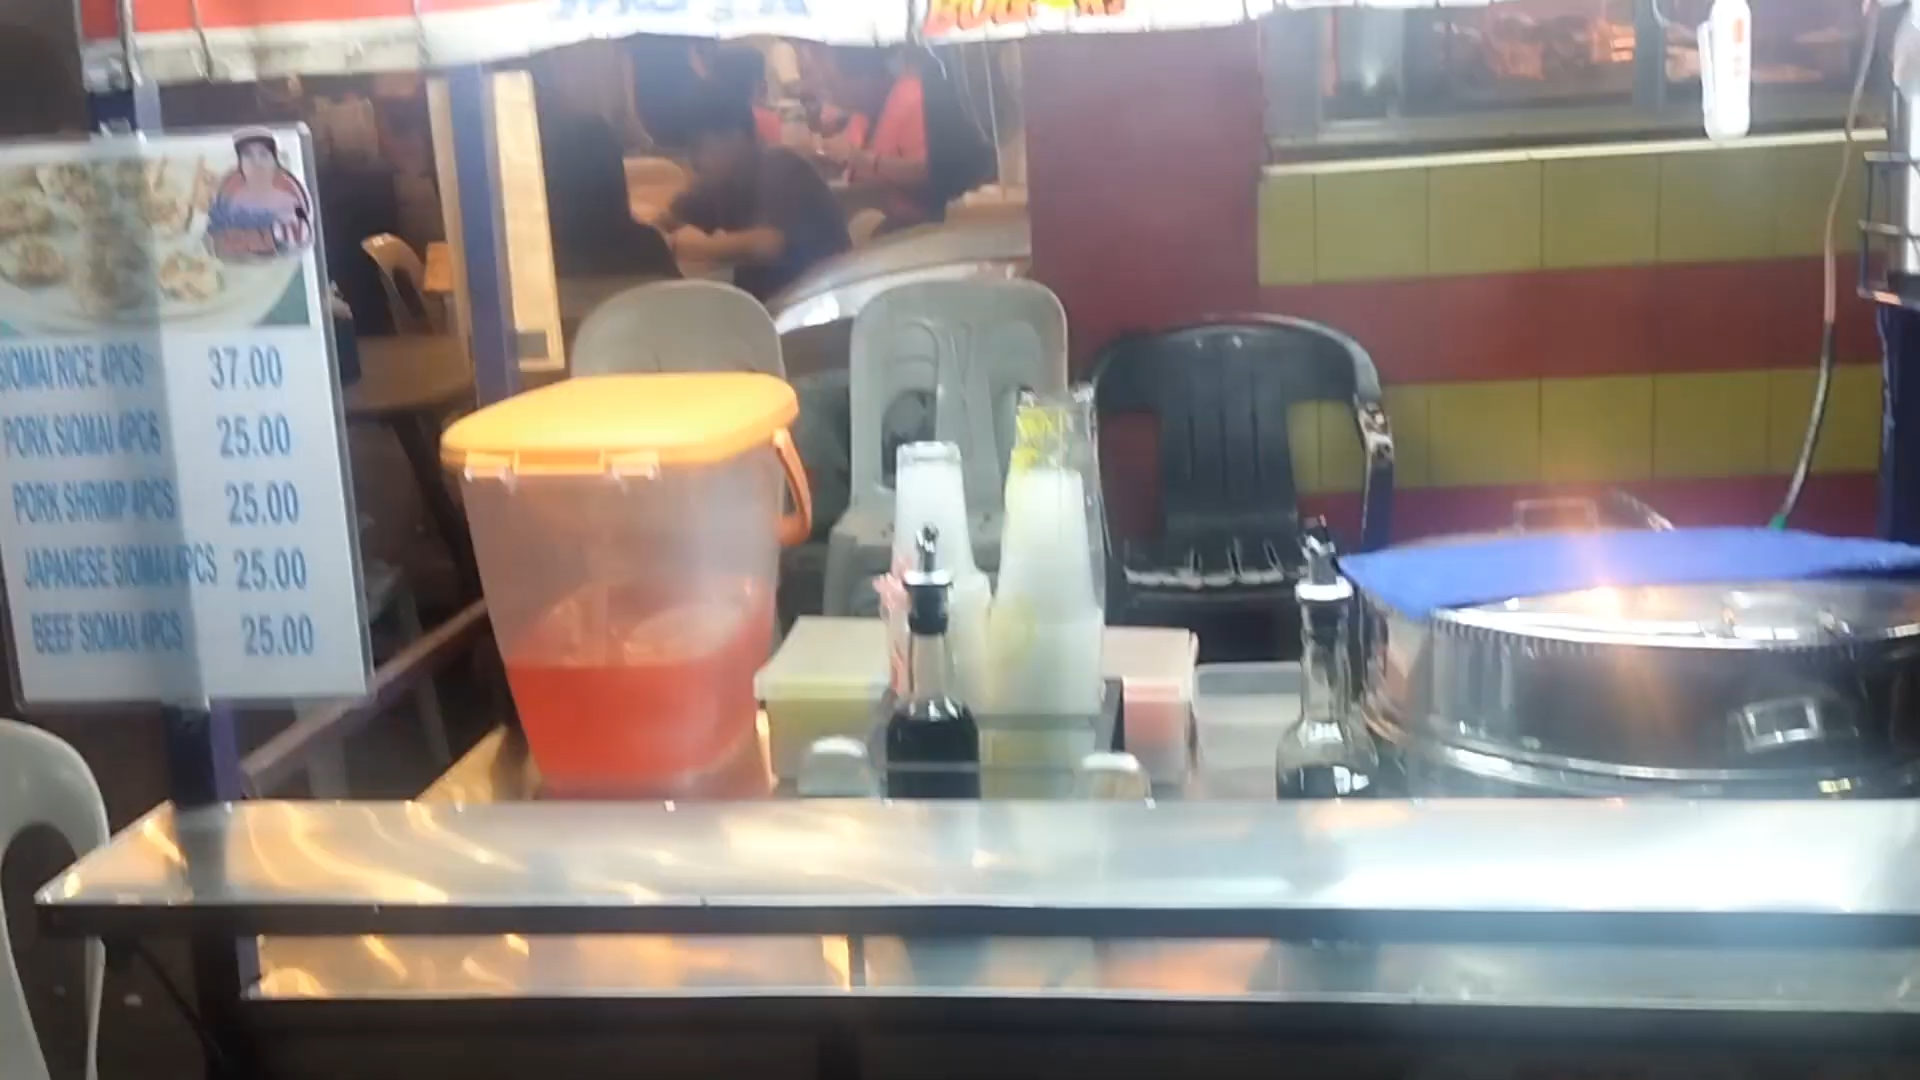 SIOMAI RICE 4PCS 37.00
PORK SIOMAI 4PCS 25.00
PORK SHRIMP 4PCS 25.00
JAPANESE SIOMAI 4PCS 25.00
BEEF SIOMAI 4PCS 25.00